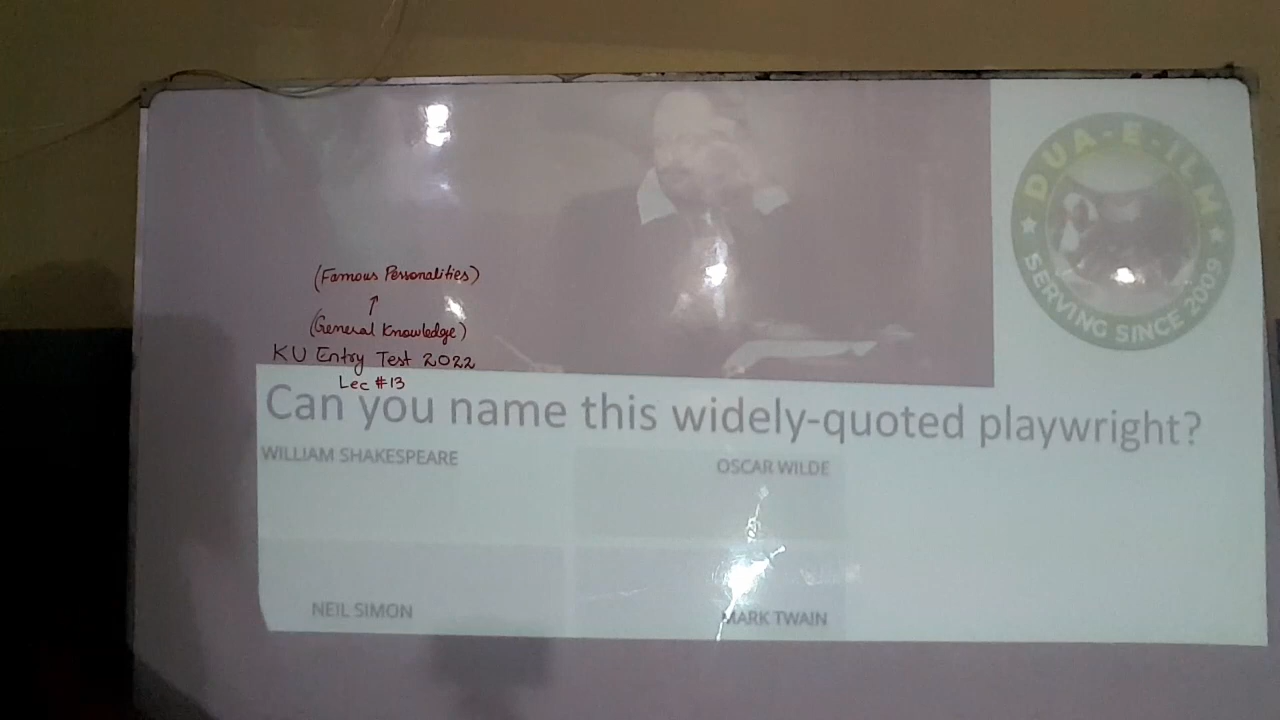 DUA-E-ILM
SERVING SINCE 2009
(Famous Personalities)
↑
(General Knowledge)
KU Entry Test 2022
Lec #13
Can you name this widely-quoted playwright?
WILLIAM SHAKESPEARE
OSCAR WILDE
NEIL SIMON
MARK TWAIN